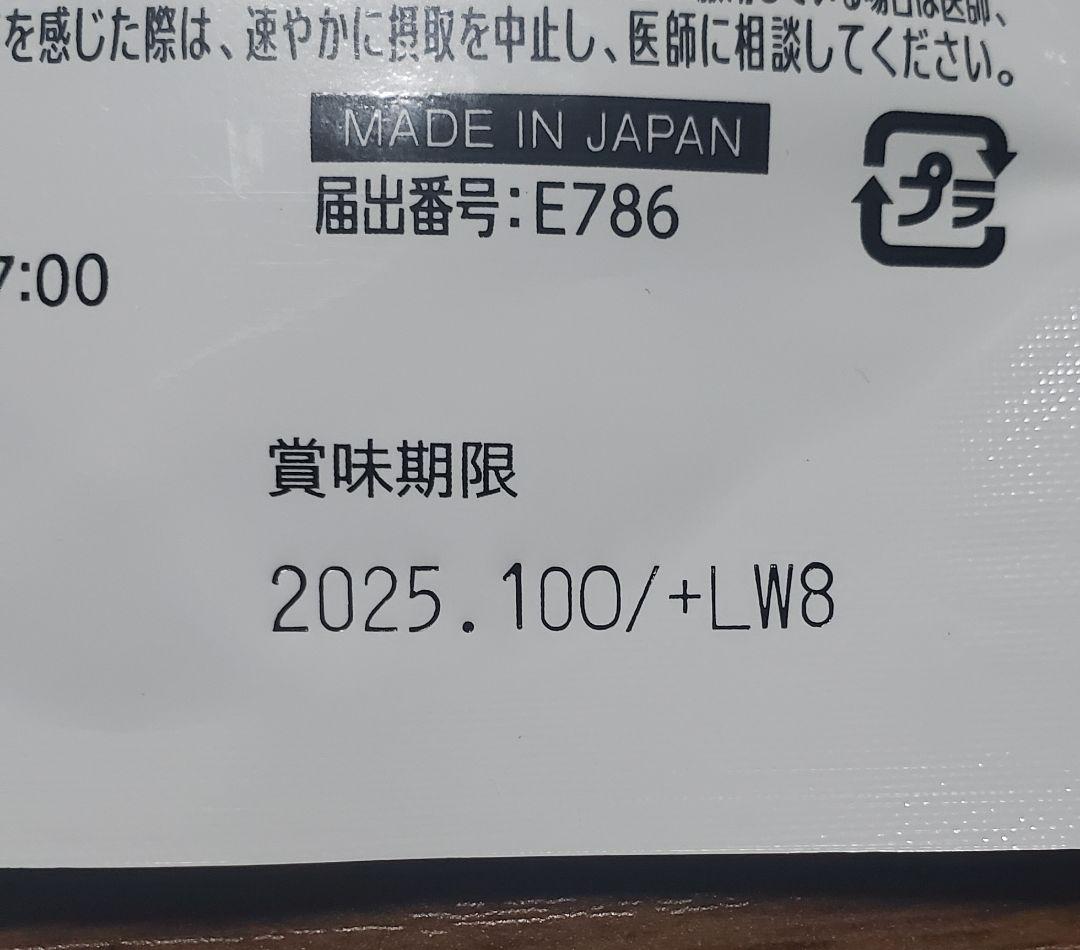 を感じた際は、速やかに摂取を中止し、医師に相談してください。
MADE IN JAPAN
届出番号:E786
プラ
7:00
賞味期限
2025.100/+LW8